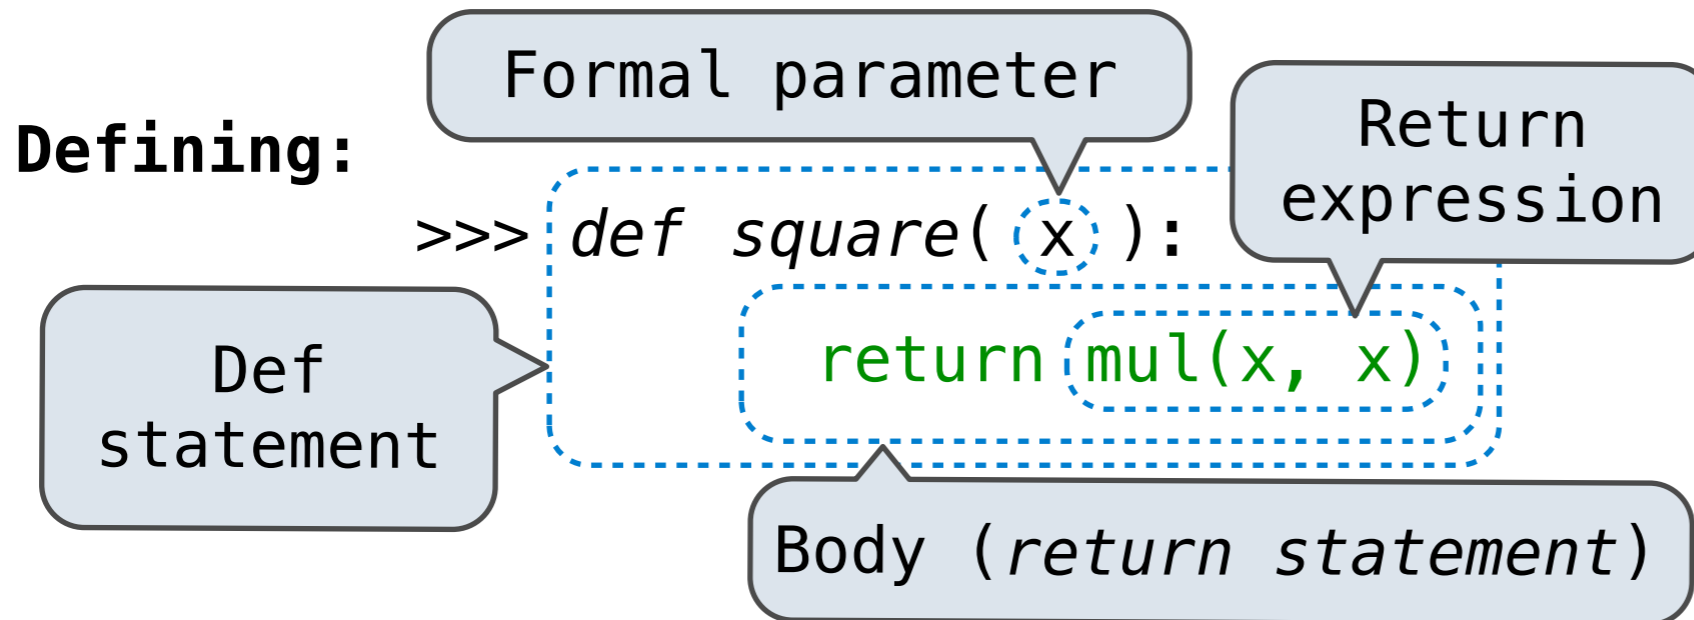 Formal parameter
Return
expression
Defining:
>>> def square( x ):
return mul(x, x)
Def
statement
Body (return statement)